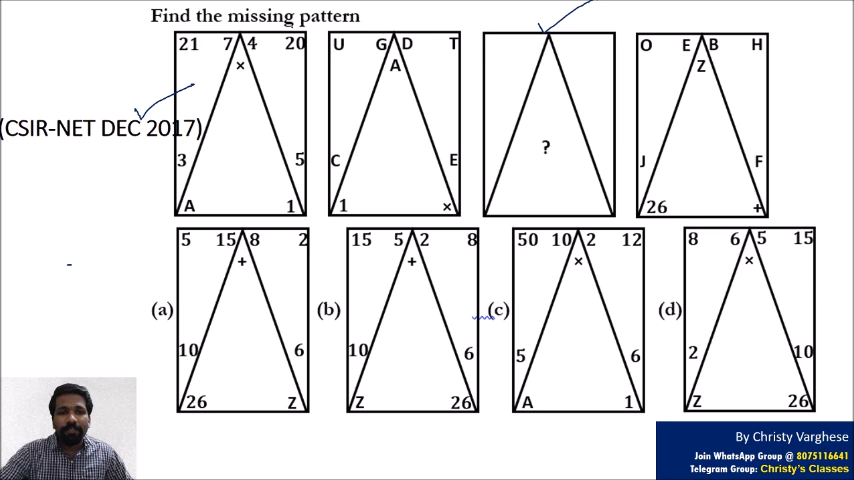 Find the missing pattern
21 7 4 20
×
3 5
A 1
U G D T
A
C E
1 ×
?
O E B H
Z
J F
26 +
(CSIR-NET DEC 2017)
(a)
5 15 8 2
+
10 6
26 Z
(b)
15 5 2 8
+
10 6
Z 26
(c)
50 10 2 12
×
5 6
A 1
(d)
8 6 5 15
×
2 10
Z 26
By Christy Varghese
Join WhatsApp Group @ 8075116641
Telegram Group: Christy's Classes